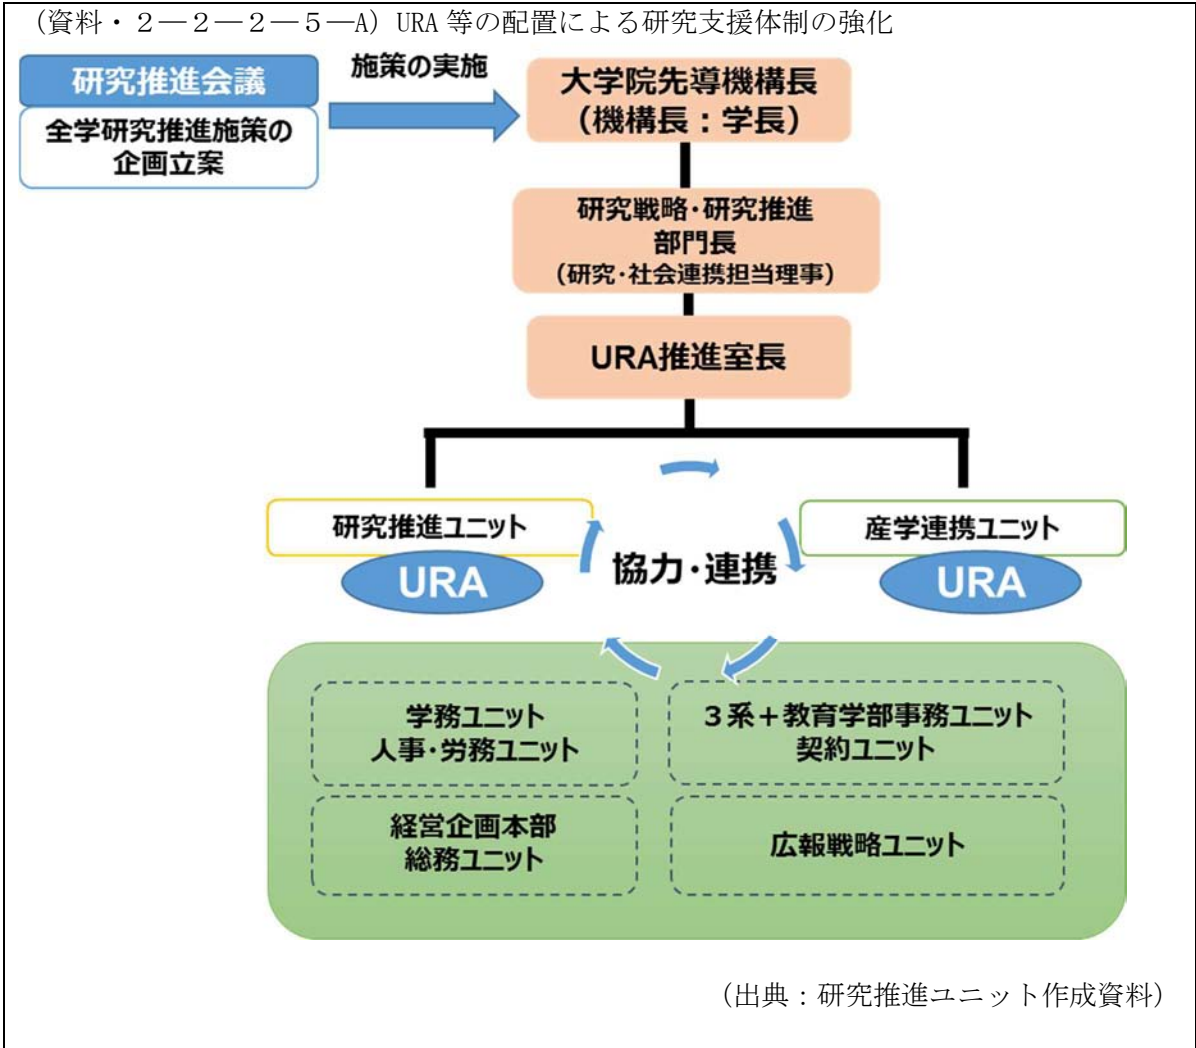 （資料・２―２―２―５―A）URA 等の配置による研究支援体制の強化
研究推進会議
全学研究推進施策の
企画立案
施策の実施
大学院先導機構長
（機構長：学長）
研究戦略・研究推進
部門長
（研究・社会連携担当理事）
URA推進室長
研究推進ユニット
URA
協力・連携
産学連携ユニット
URA
学務ユニット
人事・労務ユニット
３系＋教育学部事務ユニット
契約ユニット
経営企画本部
総務ユニット
広報戦略ユニット
（出典：研究推進ユニット作成資料）